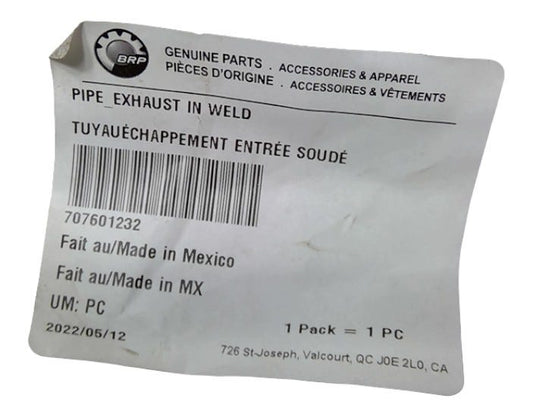 BRP
GENUINE PARTS . ACCESSORIES & APPAREL
PIÈCES D'ORIGINE . ACCESSOIRES & VÊTEMENTS
PIPE_EXHAUST IN WELD
TUYAUÉCHAPPEMENT ENTRÉE SOUDÉ
707601232
Fait au/Made in Mexico
Fait au/Made in MX
UM: PC
1 Pack = 1 PC
2022/05/12
726 St-Joseph, Valcourt, QC J0E 2L0, CA